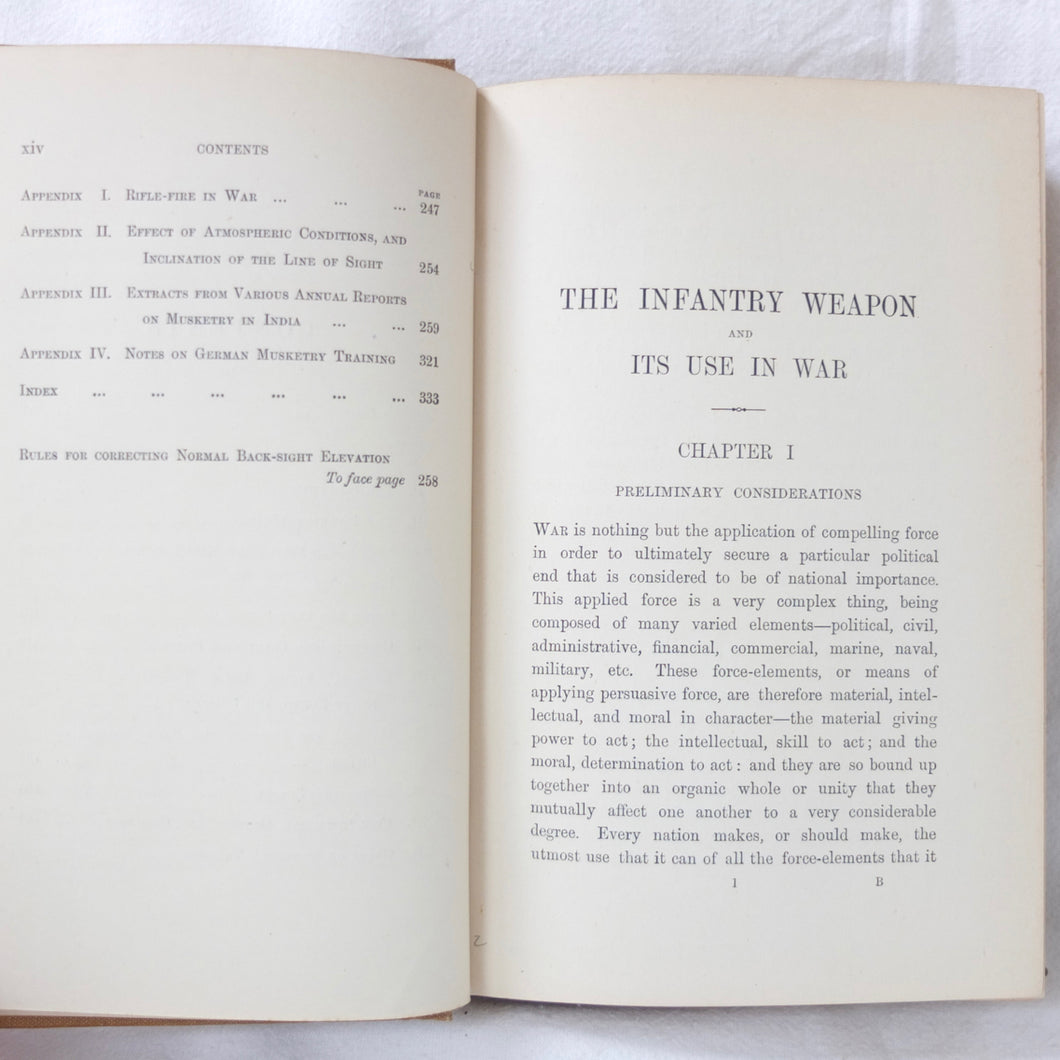 xiv CONTENTS
PAGE
APPENDIX I. RIFLE-FIRE IN WAR ... ... ... 247
APPENDIX II. EFFECT OF ATMOSPHERIC CONDITIONS, AND
INCLINATION OF THE LINE OF SIGHT 254
APPENDIX III. EXTRACTS FROM VARIOUS ANNUAL REPORTS
ON MUSKETRY IN INDIA ... ... 259
APPENDIX IV. NOTES ON GERMAN MUSKETRY TRAINING 321
INDEX ... ... ... ... ... ... 333
RULES FOR CORRECTING NORMAL BACK-SIGHT ELEVATION
To face page 258
THE INFANTRY WEAPON
AND
ITS USE IN WAR
CHAPTER I
PRELIMINARY CONSIDERATIONS
WAR is nothing but the application of compelling force
in order to ultimately secure a particular political
end that is considered to be of national importance.
This applied force is a very complex thing, being
composed of many varied elements—political, civil,
administrative, financial, commercial, marine, naval,
military, etc. These force-elements, or means of
applying persuasive force, are therefore material, intel-
lectual, and moral in character—the material giving
power to act; the intellectual, skill to act; and the
moral, determination to act: and they are so bound up
together into an organic whole or unity that they
mutually affect one another to a very considerable
degree. Every nation makes, or should make, the
utmost use that it can of all the force-elements that it
1 B
2